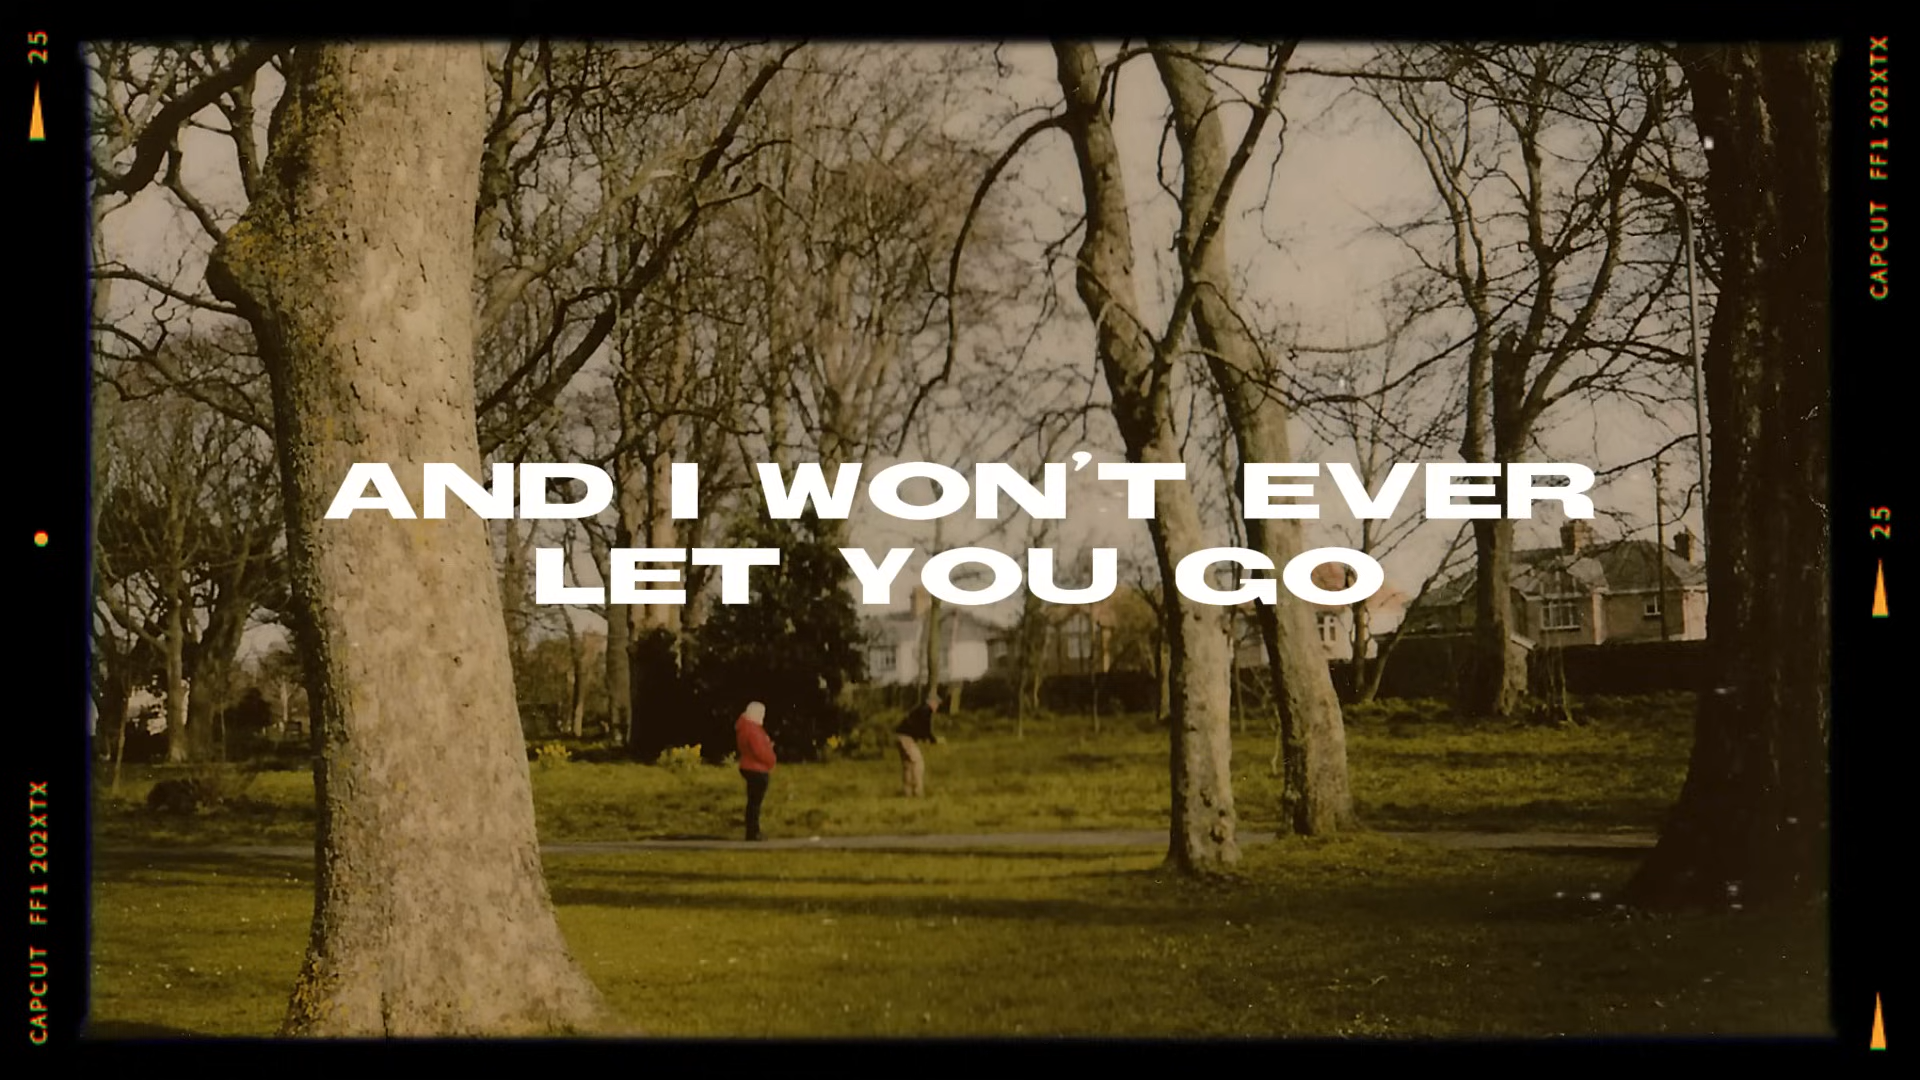 25
CAPCUT FF1 202XTX
AND I WON'T EVER
LET YOU GO
CAPCUT FF1 202XTX
25